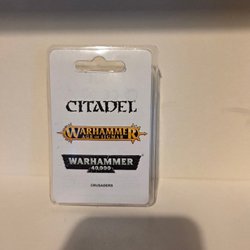 CITADEL
WARHAMMER
AGE OF SIGMAR
WARHAMMER
40,000
CRUSADERS